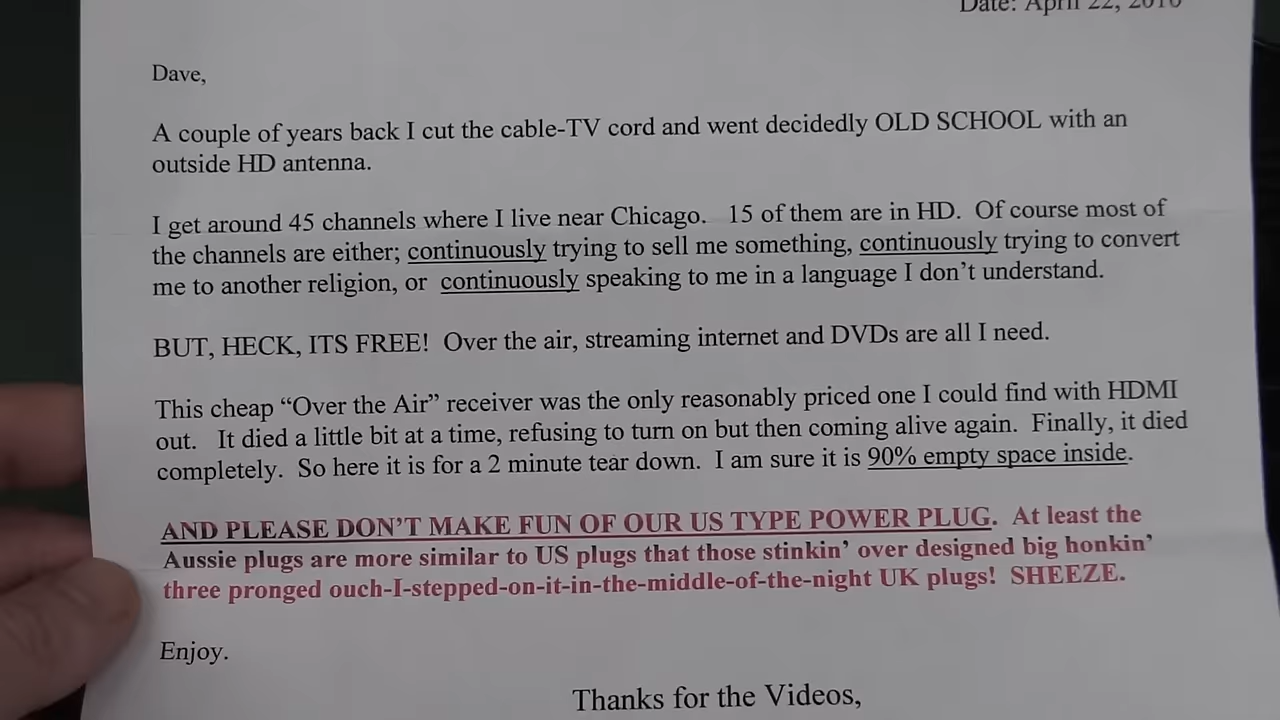 Date: April 22, 2016
Dave,
A couple of years back I cut the cable-TV cord and went decidedly OLD SCHOOL with an
outside HD antenna.
I get around 45 channels where I live near Chicago. 15 of them are in HD. Of course most of
the channels are either; continuously trying to sell me something, continuously trying to convert
me to another religion, or continuously speaking to me in a language I don’t understand.
BUT, HECK, ITS FREE! Over the air, streaming internet and DVDs are all I need.
This cheap “Over the Air” receiver was the only reasonably priced one I could find with HDMI
out. It died a little bit at a time, refusing to turn on but then coming alive again. Finally, it died
completely. So here it is for a 2 minute tear down. I am sure it is 90% empty space inside.
AND PLEASE DON’T MAKE FUN OF OUR US TYPE POWER PLUG. At least the
Aussie plugs are more similar to US plugs that those stinkin’ over designed big honkin’
three pronged ouch-I-stepped-on-it-in-the-middle-of-the-night UK plugs! SHEEZE.
Enjoy.
Thanks for the Videos,